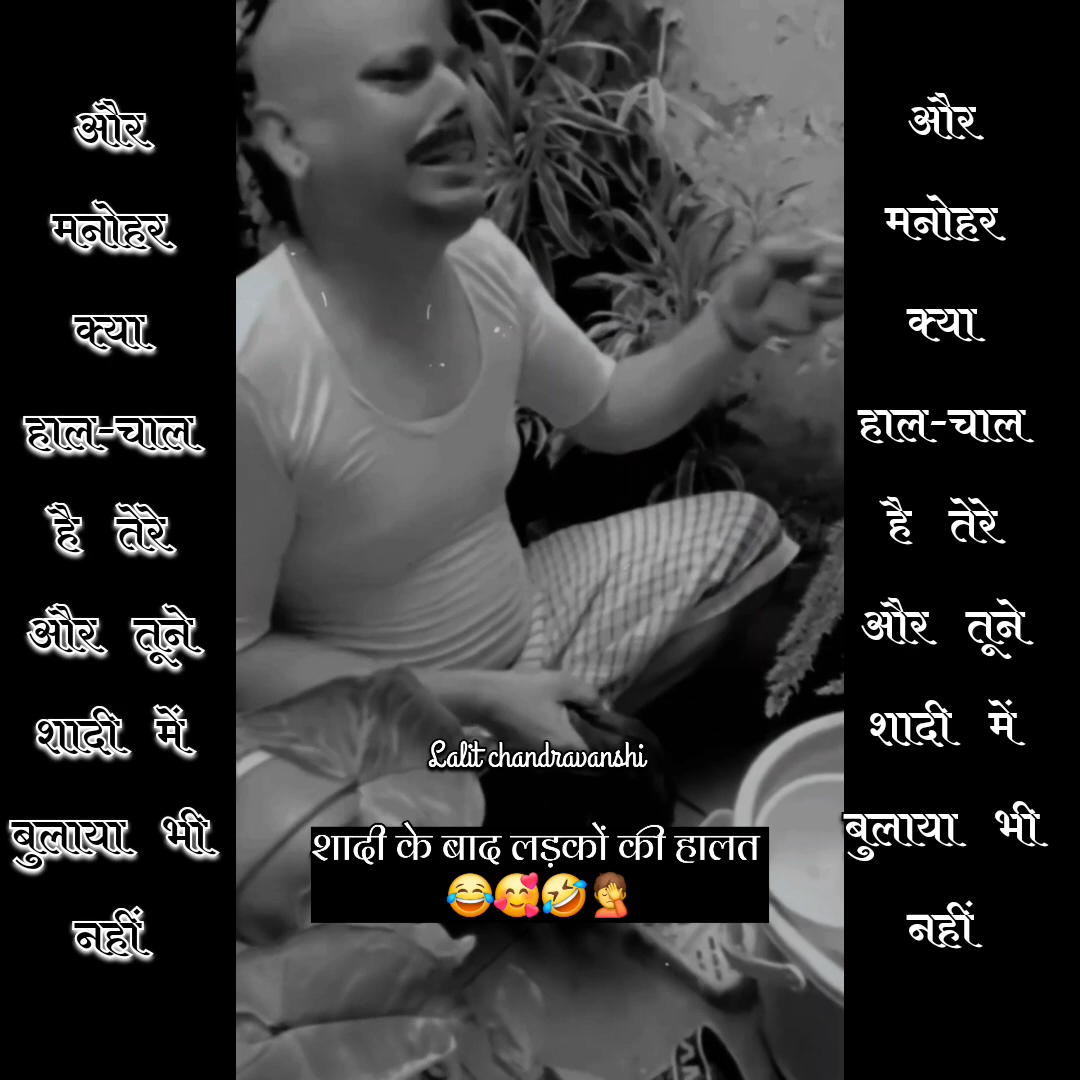 और
मनोहर
क्या
हाल-चाल
है तेरे
और तूने
शादी में
बुलाया भी
नहीं
Lalit chandravanshi
शादी के बाद लड़कों की हालत
😂🥰🤣🤦
और
मनोहर
क्या
हाल-चाल
है तेरे
और तूने
शादी में
बुलाया भी
नहीं